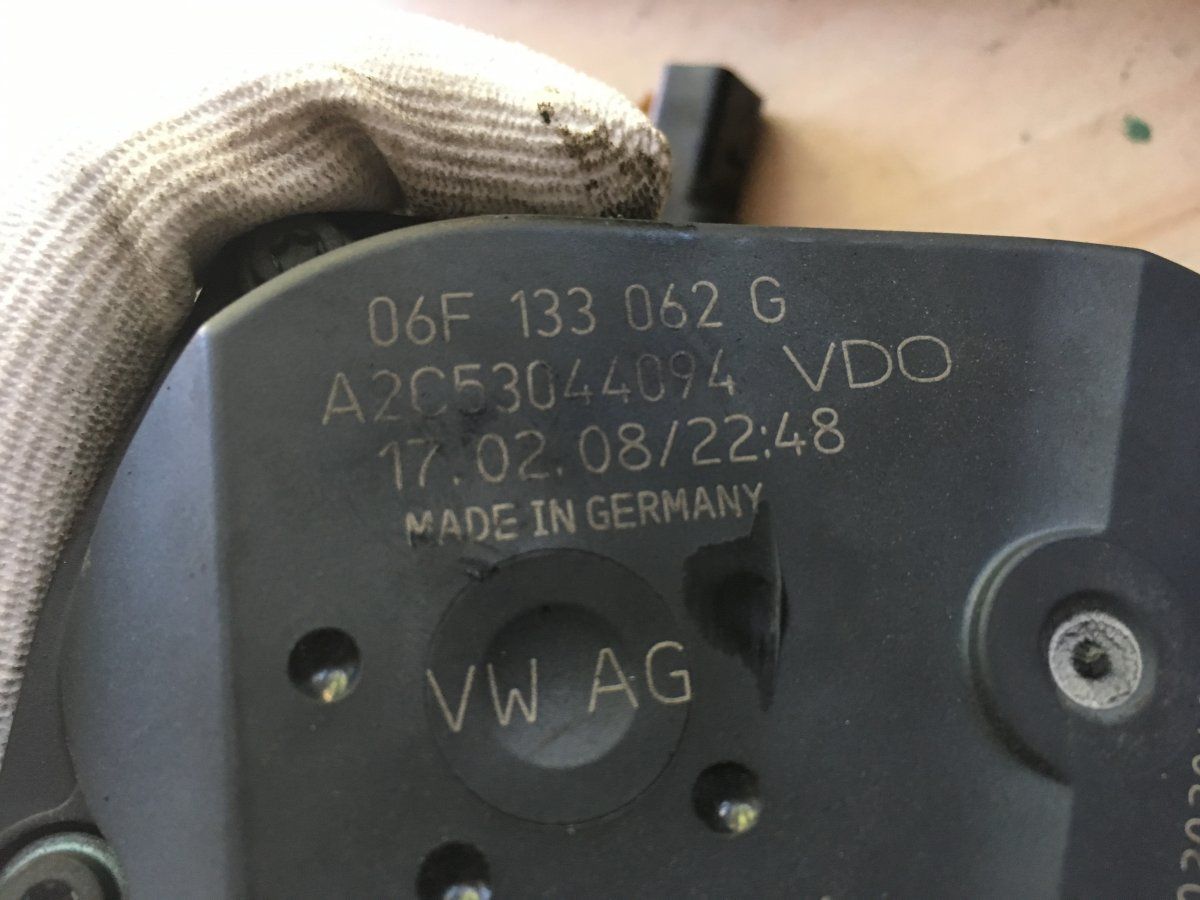 06F 133 062 G
A2C53044094 VDO
17.02.08/22:48
MADE IN GERMANY
VW AG